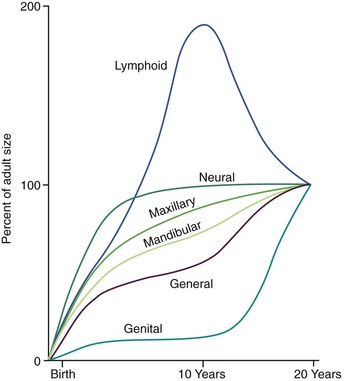 200
Lymphoid
Neural
100
Maxillary
Mandibular
General
Genital
0
Birth
10 Years
20 Years
Percent of adult size